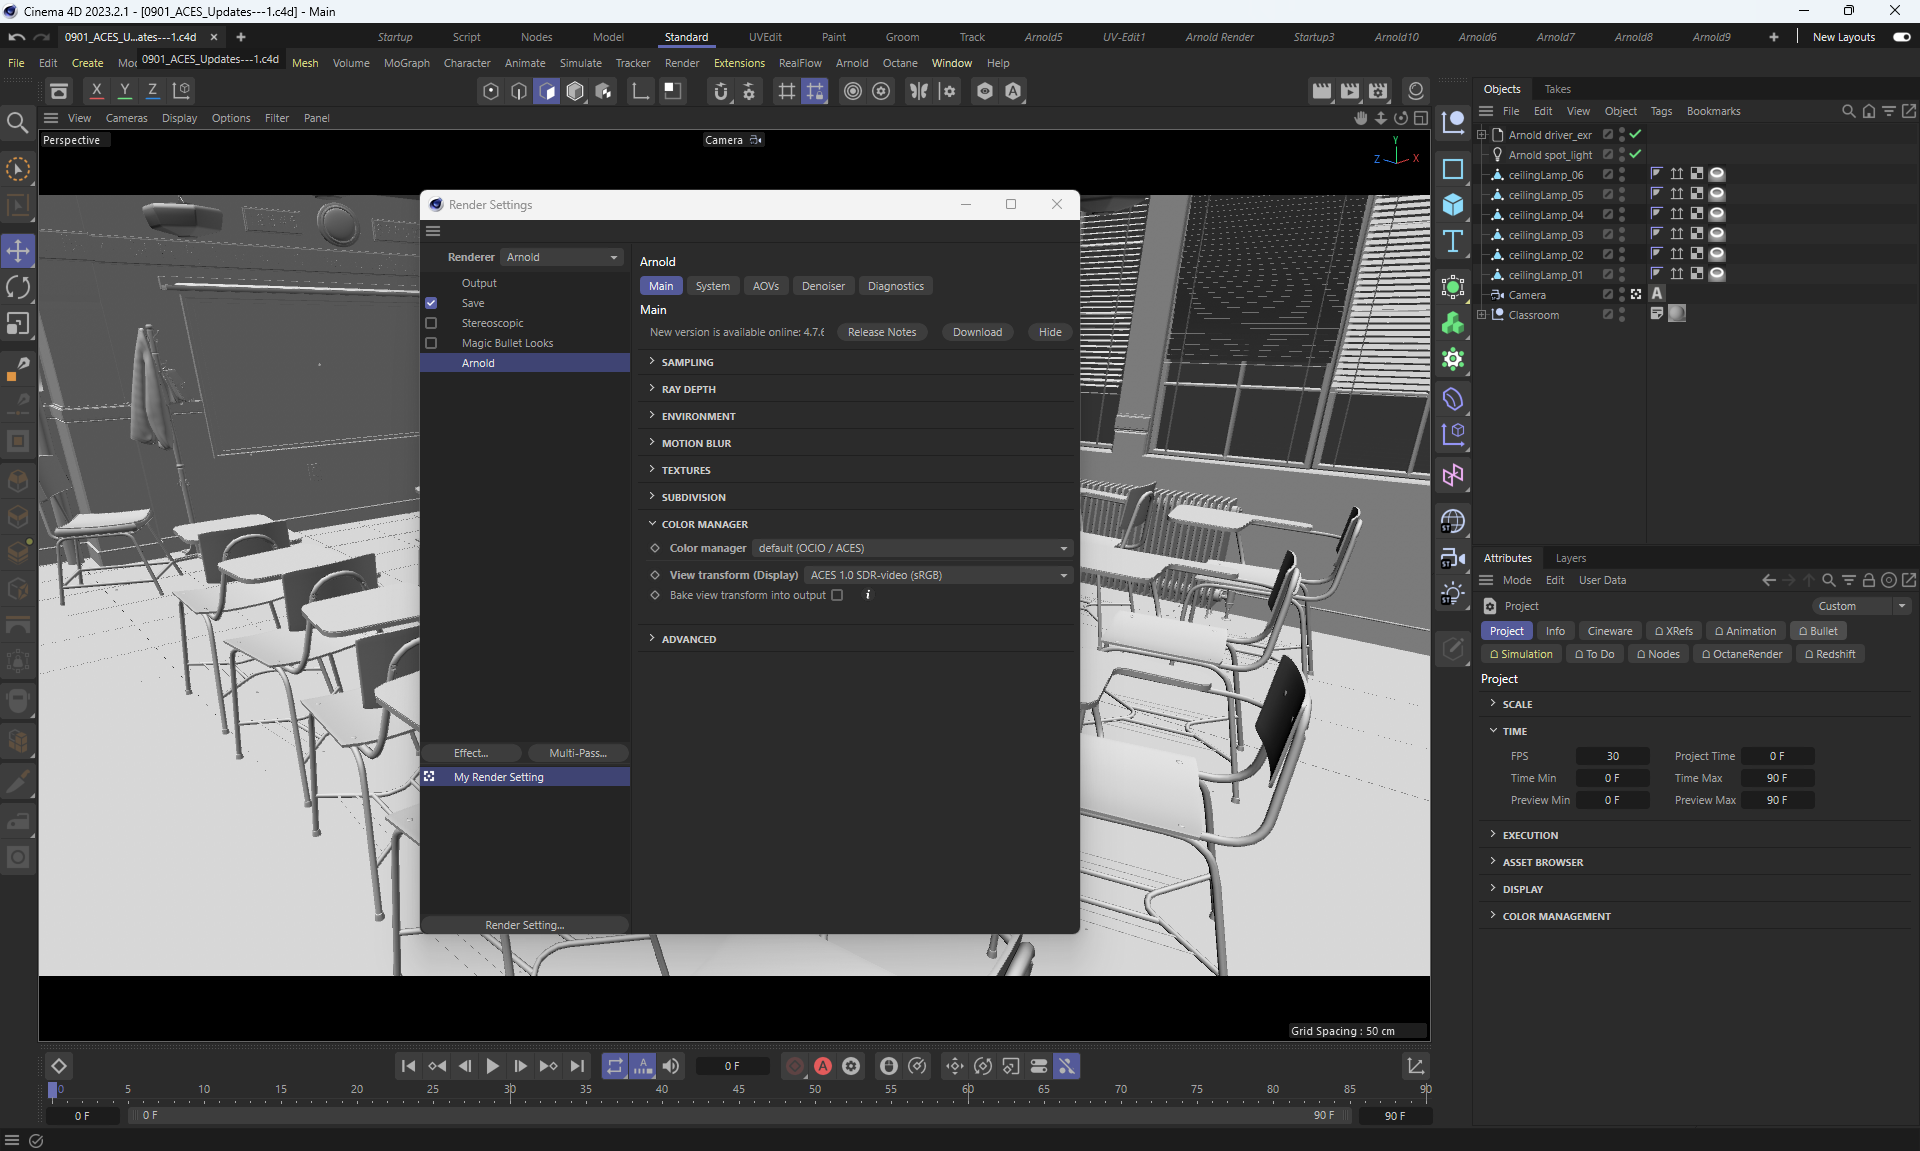 Cinema 4D 2023.2.1 - [0901_ACES_Updates---1.c4d] - Main
0901_ACES_U...ates---1.c4d
Startup Script Nodes Model Standard UVEdit Paint Groom Track Arnold5 UV-Edit1 Arnold Render Startup3 Arnold10 Arnold6 Arnold7 Arnold8 Arnold9 New Layouts
File Edit Create Mo 0901_ACES_Updates---1.c4d Mesh Volume MoGraph Character Animate Simulate Tracker Render Extensions RealFlow Arnold Octane Window Help
X Y Z
Objects Takes
View Cameras Display Options Filter Panel
File Edit View Object Tags Bookmarks
Perspective
Camera
Y
Z X
Arnold driver_exr
Arnold spot_light
ceilingLamp_06
ceilingLamp_05
ceilingLamp_04
ceilingLamp_03
ceilingLamp_02
ceilingLamp_01
Camera A
Classroom
Render Settings
Renderer Arnold
Output
Save
Stereoscopic
Magic Bullet Looks
Arnold
Effect...
Multi-Pass...
My Render Setting
Render Setting...
Arnold
Main System AOVs Denoiser Diagnostics
Main
New version is available online: 4.7.6 Release Notes Download Hide
SAMPLING
RAY DEPTH
ENVIRONMENT
MOTION BLUR
TEXTURES
SUBDIVISION
COLOR MANAGER
Color manager default (OCIO / ACES)
View transform (Display) ACES 1.0 SDR-video (sRGB)
Bake view transform into output i
ADVANCED
T
ST
ST
ST
Attributes Layers
Mode Edit User Data
Project Custom
Project Info Cineware XRefs Animation Bullet
Simulation To Do Nodes OctaneRender Redshift
Project
SCALE
TIME
FPS 30 Project Time 0 F
Time Min 0 F Time Max 90 F
Preview Min 0 F Preview Max 90 F
EXECUTION
ASSET BROWSER
DISPLAY
COLOR MANAGEMENT
Grid Spacing : 50 cm
A 0 F A
0 5 10 15 20 25 30 35 40 45 50 55 60 65 70 75 80 85 90
0 F 0 F 90 F 90 F